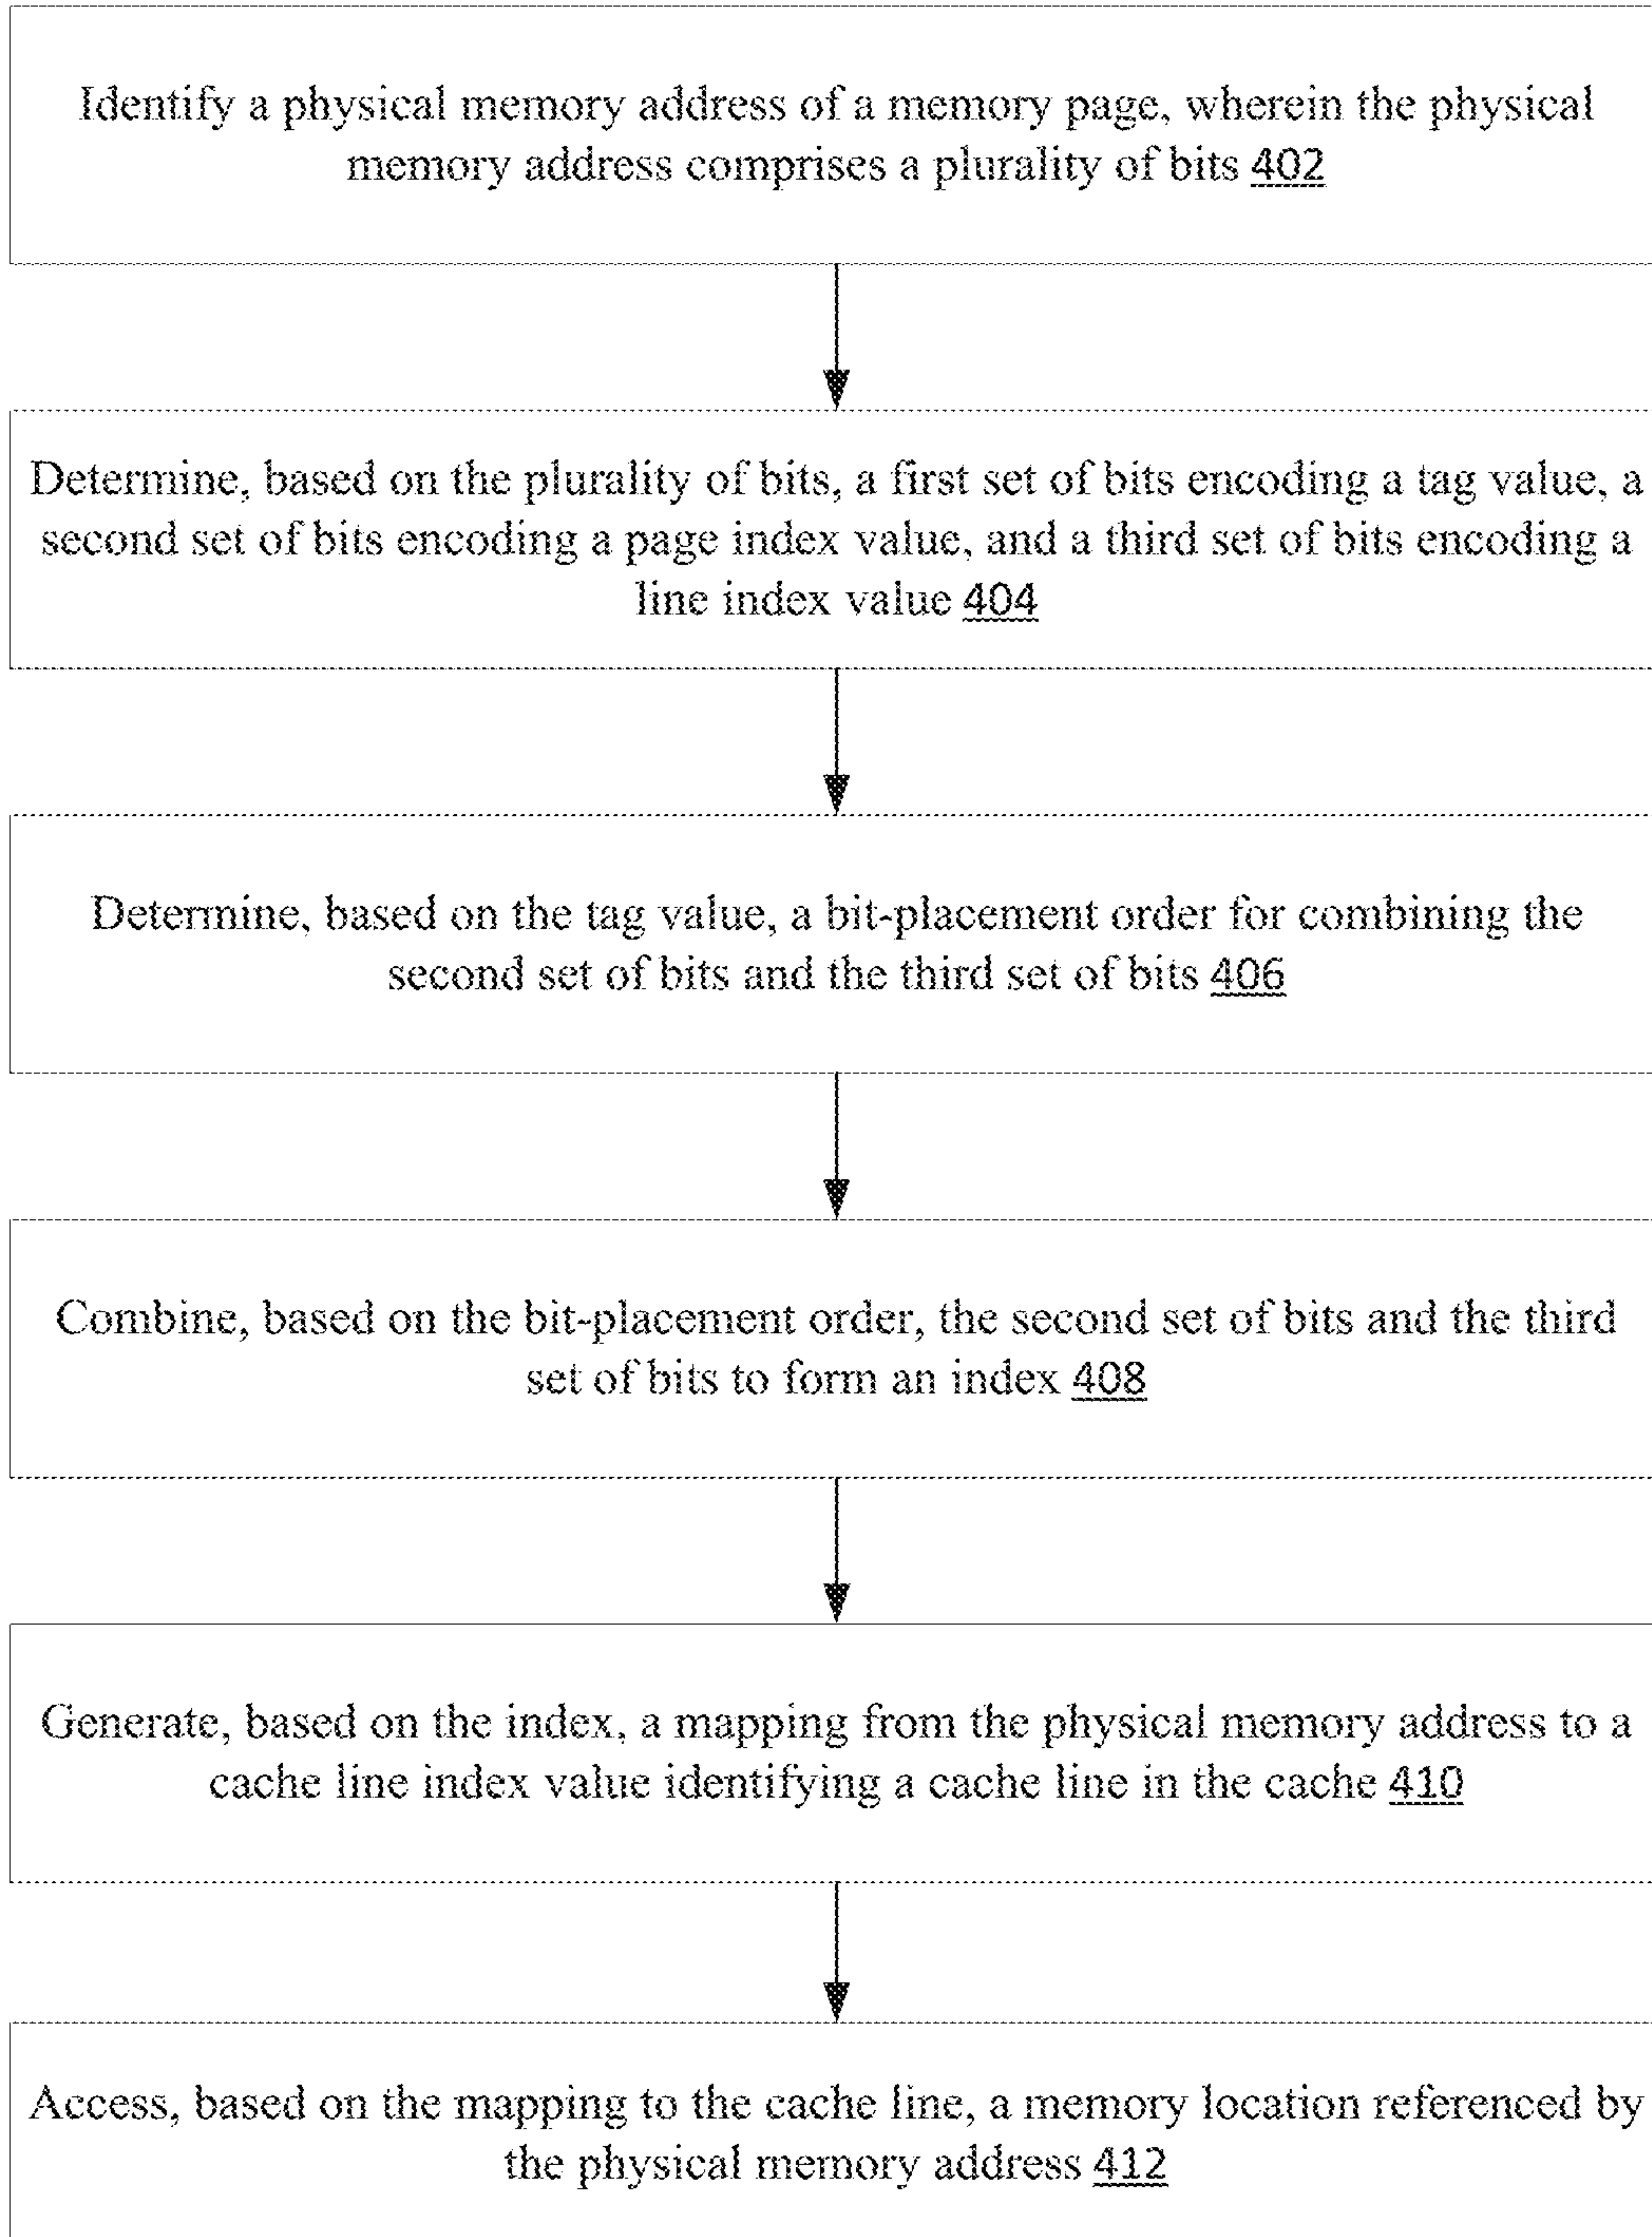 Identify a physical memory address of a memory page, wherein the physical
memory address comprises a plurality of bits 402
Determine, based on the plurality of bits, a first set of bits encoding a tag value, a
second set of bits encoding a page index value, and a third set of bits encoding a
line index value 404
Determine, based on the tag value, a bit-placement order for combining the
second set of bits and the third set of bits 406
Combine, based on the bit-placement order, the second set of bits and the third
set of bits to form an index 408
Generate, based on the index, a mapping from the physical memory address to a
cache line index value identifying a cache line in the cache 410
Access, based on the mapping to the cache line, a memory location referenced by
the physical memory address 412